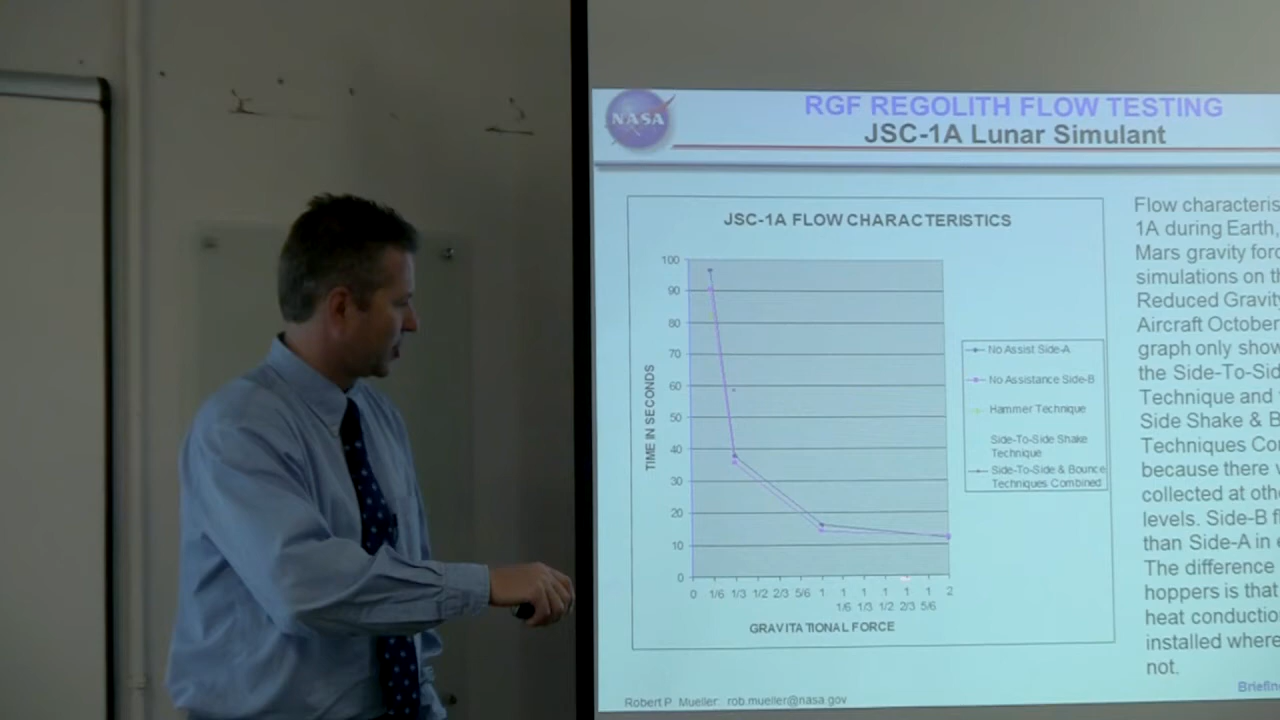 NASA
RGF REGOLITH FLOW TESTING
JSC-1A Lunar Simulant
JSC-1A FLOW CHARACTERISTICS
100
90
80
70
60
50
40
30
20
10
0
TIME IN SECONDS
0 1/6 1/3 1/2 2/3 5/6 1 1 1 1 1 1 2
1/6 1/3 1/2 2/3 5/6
GRAVITATIONAL FORCE
No Assist Side-A
No Assistance Side-B
Hammer Technique
Side-To-Side Shake
Technique
Side-To-Side & Bounce
Techniques Combined
Flow characteris
1A during Earth,
Mars gravity forc
simulations on th
Reduced Gravity
Aircraft October
graph only show
the Side-To-Sid
Technique and
Side Shake & B
Techniques Co
because there
collected at othe
levels. Side-B f
than Side-A in
The difference
hoppers is that
heat conductio
installed where
not.
Robert P. Mueller: rob.mueller@nasa.gov
Briefin